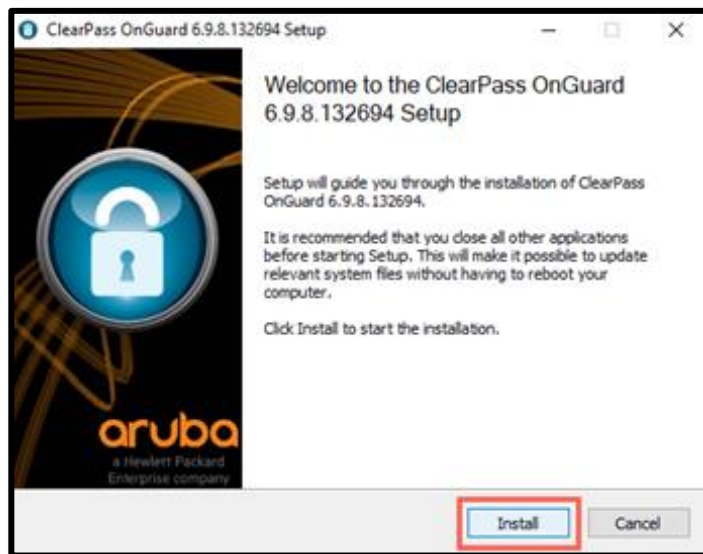 ClearPass OnGuard 6.9.8.132694 Setup
Welcome to the ClearPass OnGuard
6.9.8.132694 Setup
Setup will guide you through the installation of ClearPass
OnGuard 6.9.8.132694.
It is recommended that you close all other applications
before starting Setup. This will make it possible to update
relevant system files without having to reboot your
computer.
Click Install to start the installation.
aruba
a Hewlett Packard
Enterprise company
Install
Cancel